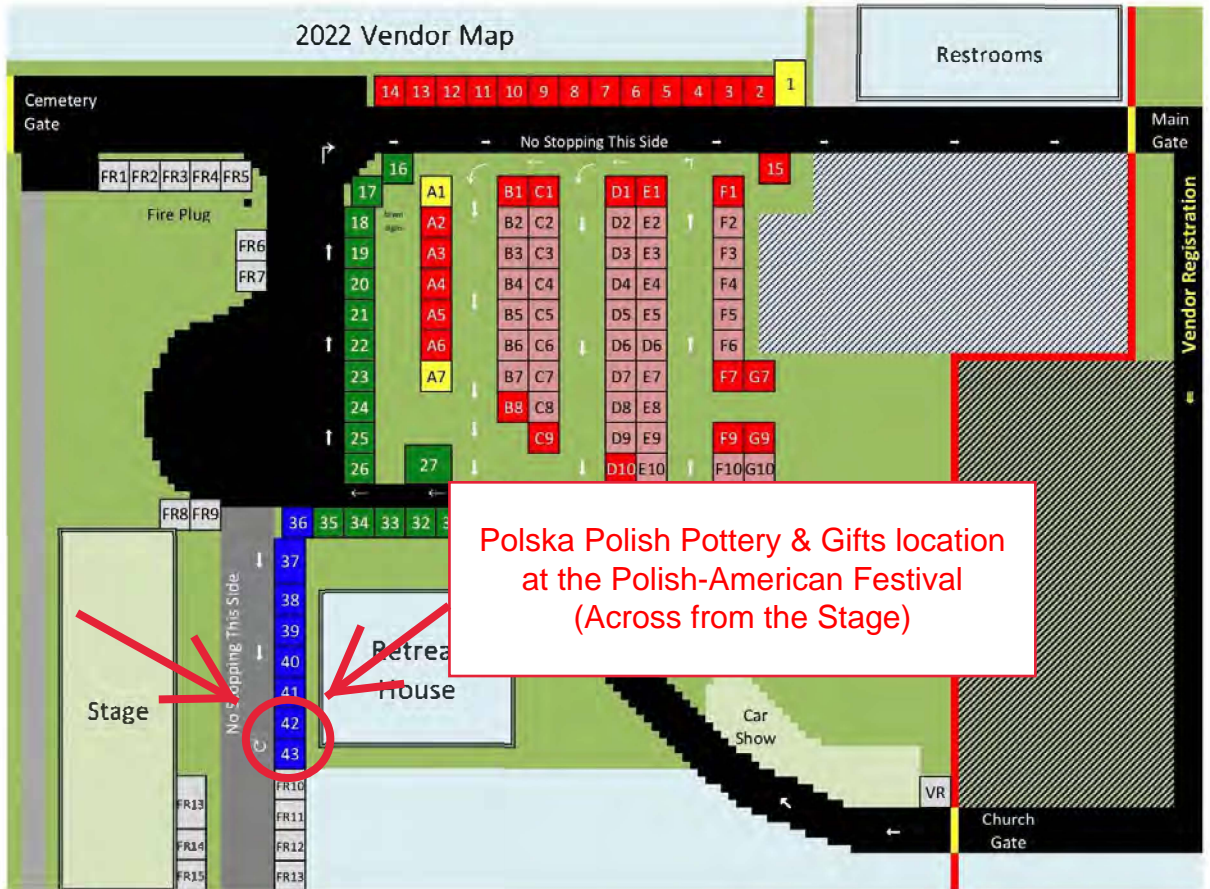 2022 Vendor Map
Restrooms
Cemetery
Gate
14 13 12 11 10 9 8 7 6 5 4 3 2 1
Main
Gate
No Stopping This Side
FR1 FR2 FR3 FR4 FR5
Fire Plug
FR6
FR7
16
15
17 A1 B1 C1 D1 E1 F1
18 A2 B2 C2 D2 E2 F2
19 A3 B3 C3 D3 E3 F3
20 A4 B4 C4 D4 E4 F4
21 A5 B5 C5 D5 E5 F5
22 A6 B6 C6 D6 D6 F6
23 A7 B7 C7 D7 E7 F7 G7
24 B8 C8 D8 E8
25 C9 D9 E9 F9 G9
26 27 D10 E10 F10 G10
Vendor Registration
FR8 FR9
36 35 34 33 32
37
38
39
40
41
42
43
No Stopping This Side
Stage
Retrea
House
Polska Polish Pottery & Gifts location
at the Polish-American Festival
(Across from the Stage)
Car
Show
VR
Church
Gate
FR10
FR11
FR12
FR13
FR13
FR14
FR15